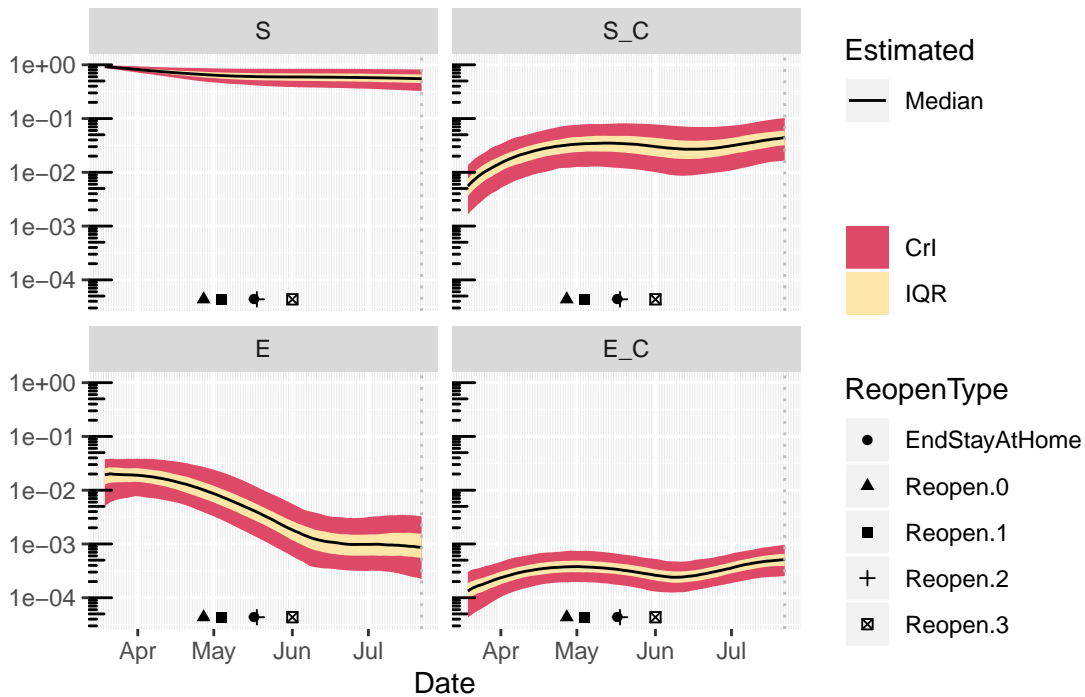 S
S_C
1e+00
1e−01
1e−02
1e−03
1e−04
E
E_C
1e+00
1e−01
1e−02
1e−03
1e−04
Apr May Jun Jul
Apr May Jun Jul
Date
Estimated
Median
CrI
IQR
ReopenType
EndStayAtHome
Reopen.0
Reopen.1
Reopen.2
Reopen.3